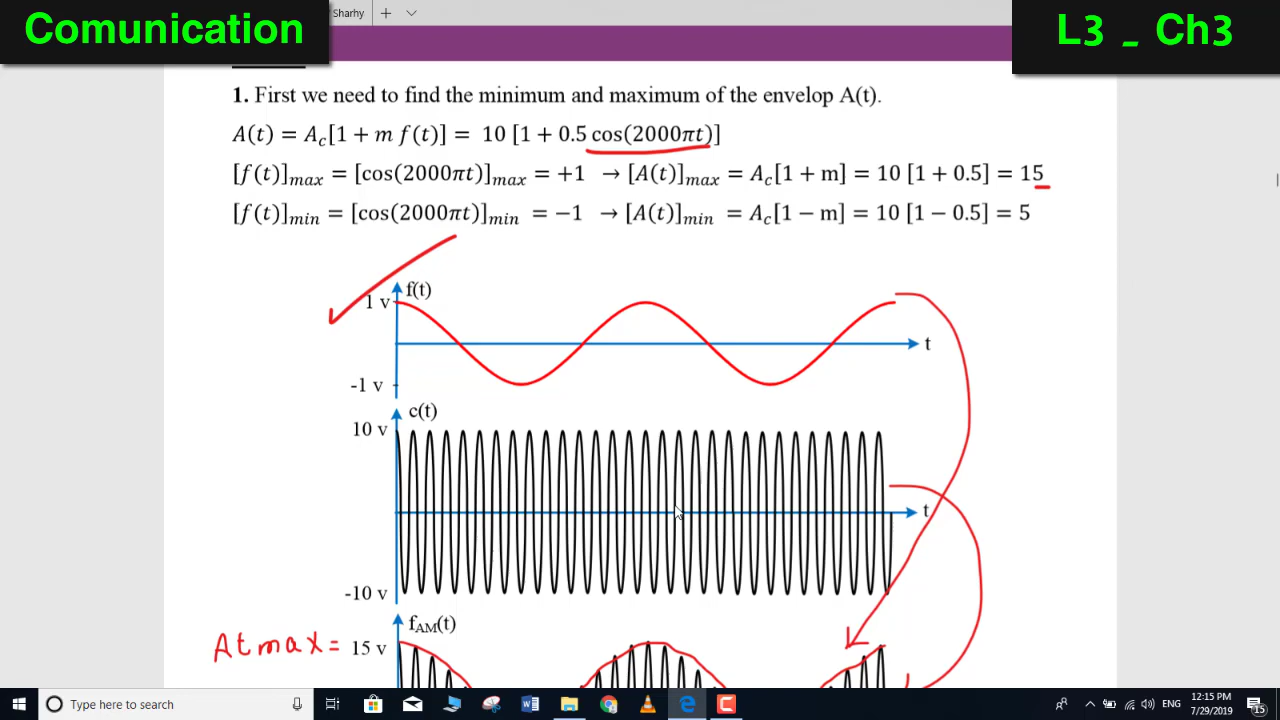 Sharhy
Comunication
L3 - Ch3
1. First we need to find the minimum and maximum of the envelop A(t).
A(t) = A_c[1 + m f(t)] = 10 [1 + 0.5 cos(2000πt)]
[f(t)]_max = [cos(2000πt)]_max = +1 → [A(t)]_max = A_c[1 + m] = 10 [1 + 0.5] = 15
[f(t)]_min = [cos(2000πt)]_min = −1 → [A(t)]_min = A_c[1 − m] = 10 [1 − 0.5] = 5
f(t)
1 v
t
-1 v
c(t)
10 v
t
-10 v
f_AM(t)
Atmax= 15 v
Type here to search
ENG
12:15 PM
7/29/2019
15